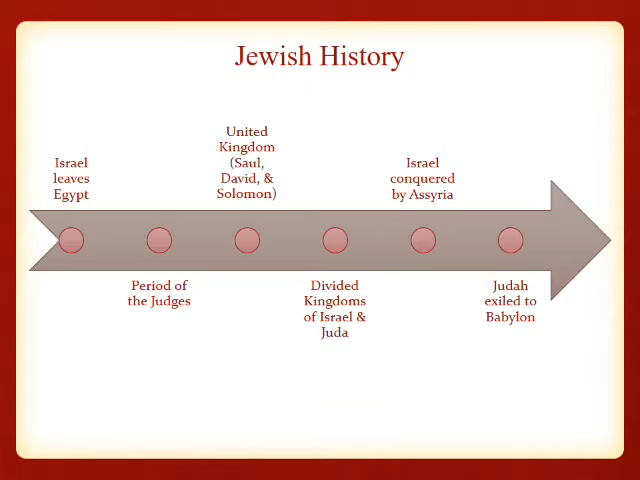 Jewish History
Israel
leaves
Egypt
Period of
the Judges
United
Kingdom
(Saul,
David, &
Solomon)
Divided
Kingdoms
of Israel &
Juda
Israel
conquered
by Assyria
Judah
exiled to
Babylon